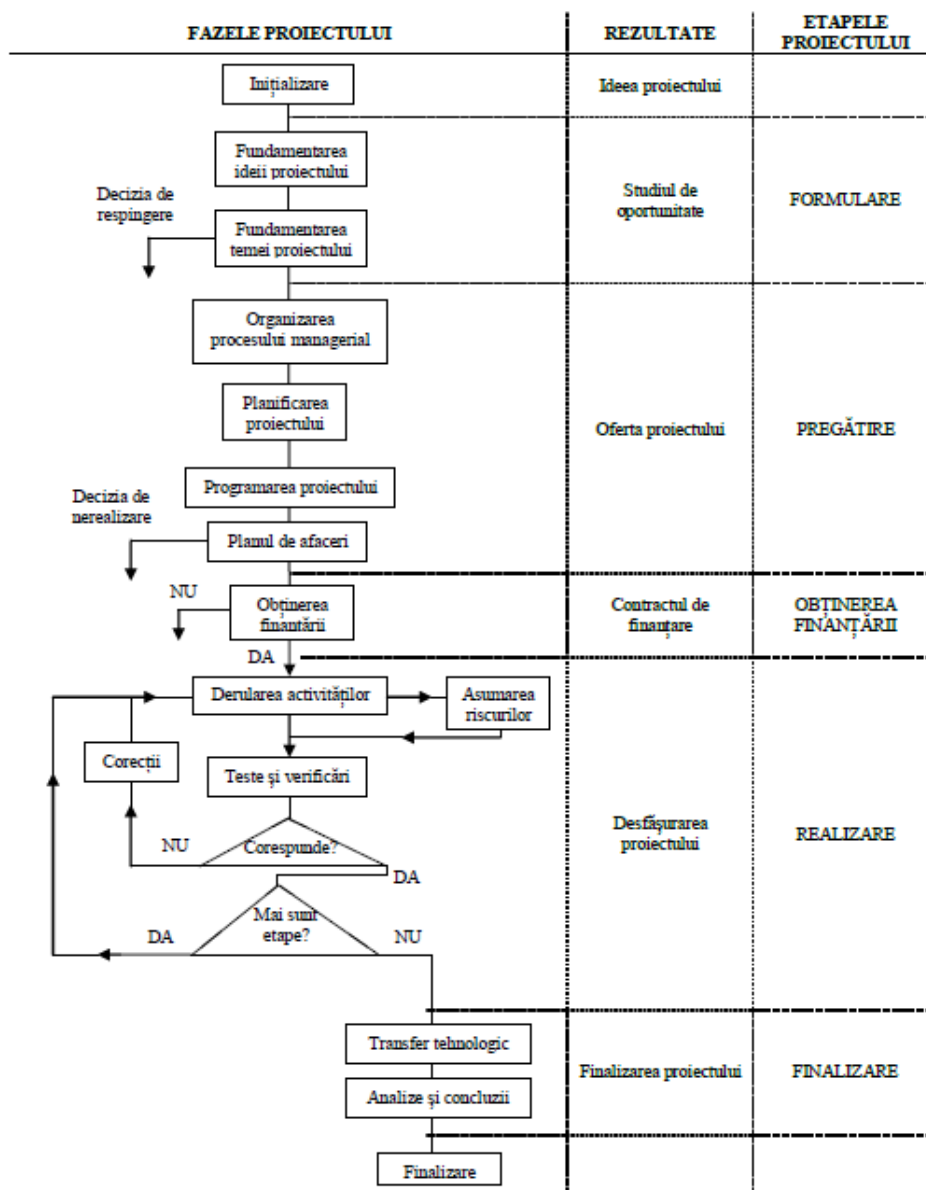 FAZELE PROIECTULUI
REZULTATE
ETAPELE
PROIECTULUI
Inițializare
Ideea proiectului
Fundamentarea
ideii proiectului
Decizia de
respingere
Fundamentarea
temei proiectului
Studiul de
oportunitate
FORMULARE
Organizarea
procesului managerial
Planificarea
proiectului
Oferta proiectului
PREGĂTIRE
Programarea proiectului
Decizia de
nerealizare
Planul de afaceri
NU
Obținerea
finanțării
Contractul de
finanțare
OBȚINEREA
FINANȚĂRII
DA
Derularea activităților
Asumarea
riscurilor
Corecții
Teste și verificări
Corespunde?
NU
DA
Desfășurarea
proiectului
REALIZARE
Mai sunt
etape?
DA
NU
Transfer tehnologic
Analize și concluzii
Finalizarea proiectului
FINALIZARE
Finalizare